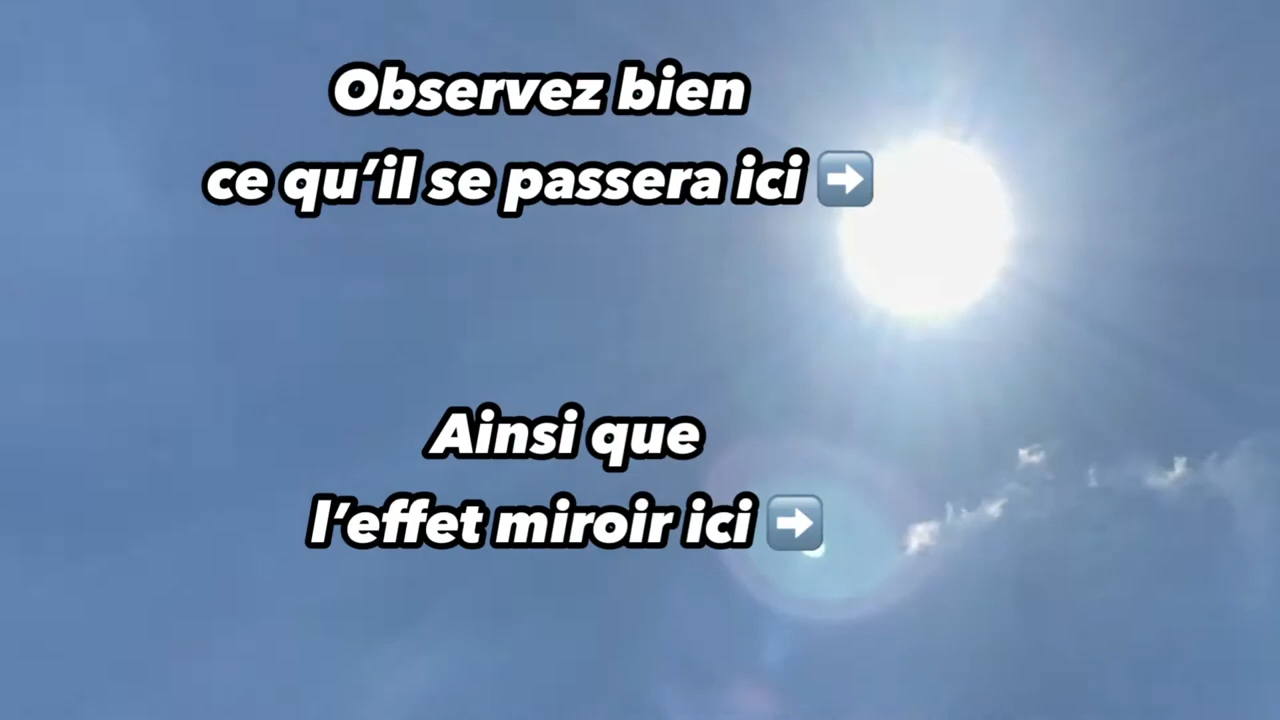 Observez bien
ce qu'il se passera ici ➡️
Ainsi que
l'effet miroir ici ➡️